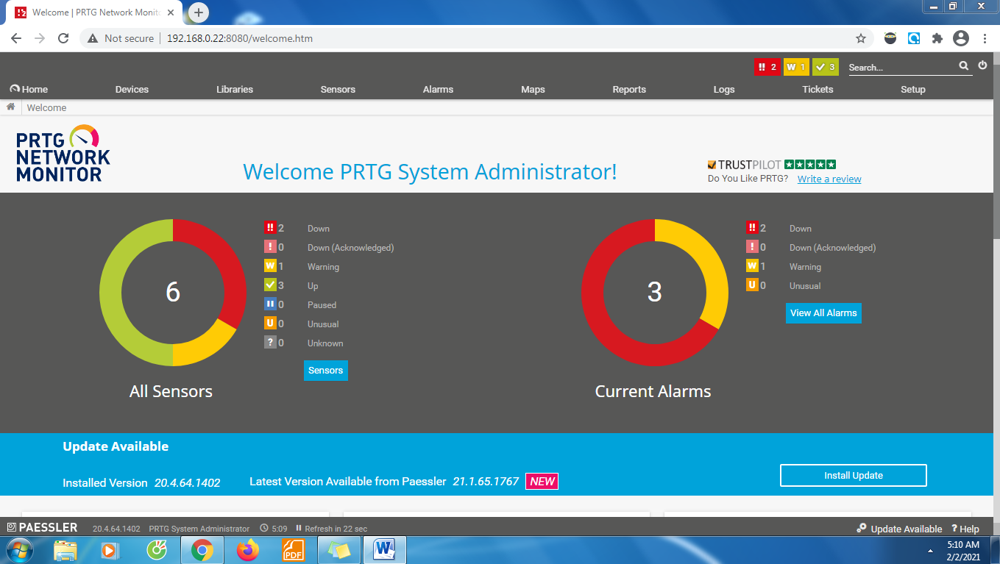 Welcome | PRTG Network Monito
Not secure 192.168.0.22:8080/welcome.htm
!! 2 W 1 3 Search...
Home Devices Libraries Sensors Alarms Maps Reports Logs Tickets Setup
Welcome
PRTG
NETWORK
MONITOR
Welcome PRTG System Administrator!
TRUSTPILOT
Do You Like PRTG? Write a review
6
!! 2 Down
! 0 Down (Acknowledged)
W 1 Warning
3 Up
0 Paused
U 0 Unusual
? 0 Unknown
Sensors
All Sensors
3
!! 2 Down
! 0 Down (Acknowledged)
W 1 Warning
U 0 Unusual
View All Alarms
Current Alarms
Update Available
Installed Version 20.4.64.1402 Latest Version Available from Paessler 21.1.65.1767 NEW
Install Update
PAESSLER 20.4.64.1402 PRTG System Administrator 5:09 Refresh in 22 sec Update Available ? Help
PDF
W
5:10 AM
2/2/2021